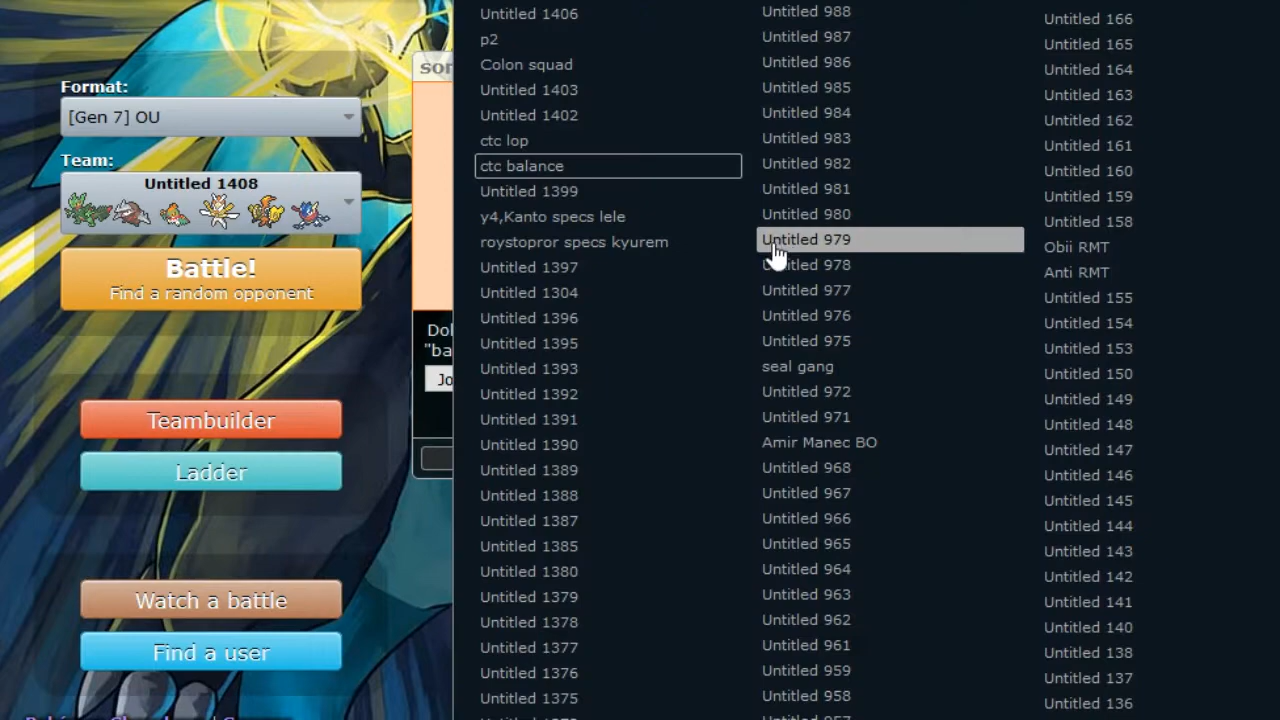 Format:
[Gen 7] OU
Team:
Untitled 1408
Battle!
Find a random opponent
Teambuilder
Ladder
Watch a battle
Find a user
Jo
Untitled 1406
p2
Colon squad
Untitled 1403
Untitled 1402
ctc lop
ctc balance
Untitled 1399
y4,Kanto specs lele
roystopror specs kyurem
Untitled 1397
Untitled 1304
Untitled 1396
Untitled 1395
Untitled 1393
Untitled 1392
Untitled 1391
Untitled 1390
Untitled 1389
Untitled 1388
Untitled 1387
Untitled 1385
Untitled 1380
Untitled 1379
Untitled 1378
Untitled 1377
Untitled 1376
Untitled 1375
Untitled 988
Untitled 987
Untitled 986
Untitled 985
Untitled 984
Untitled 983
Untitled 982
Untitled 981
Untitled 980
Untitled 979
Untitled 978
Untitled 977
Untitled 976
Untitled 975
seal gang
Untitled 972
Untitled 971
Amir Manec BO
Untitled 968
Untitled 967
Untitled 966
Untitled 965
Untitled 964
Untitled 963
Untitled 962
Untitled 961
Untitled 959
Untitled 958
Untitled 166
Untitled 165
Untitled 164
Untitled 163
Untitled 162
Untitled 161
Untitled 160
Untitled 159
Untitled 158
Obii RMT
Anti RMT
Untitled 155
Untitled 154
Untitled 153
Untitled 150
Untitled 149
Untitled 148
Untitled 147
Untitled 146
Untitled 145
Untitled 144
Untitled 143
Untitled 142
Untitled 141
Untitled 140
Untitled 138
Untitled 137
Untitled 136